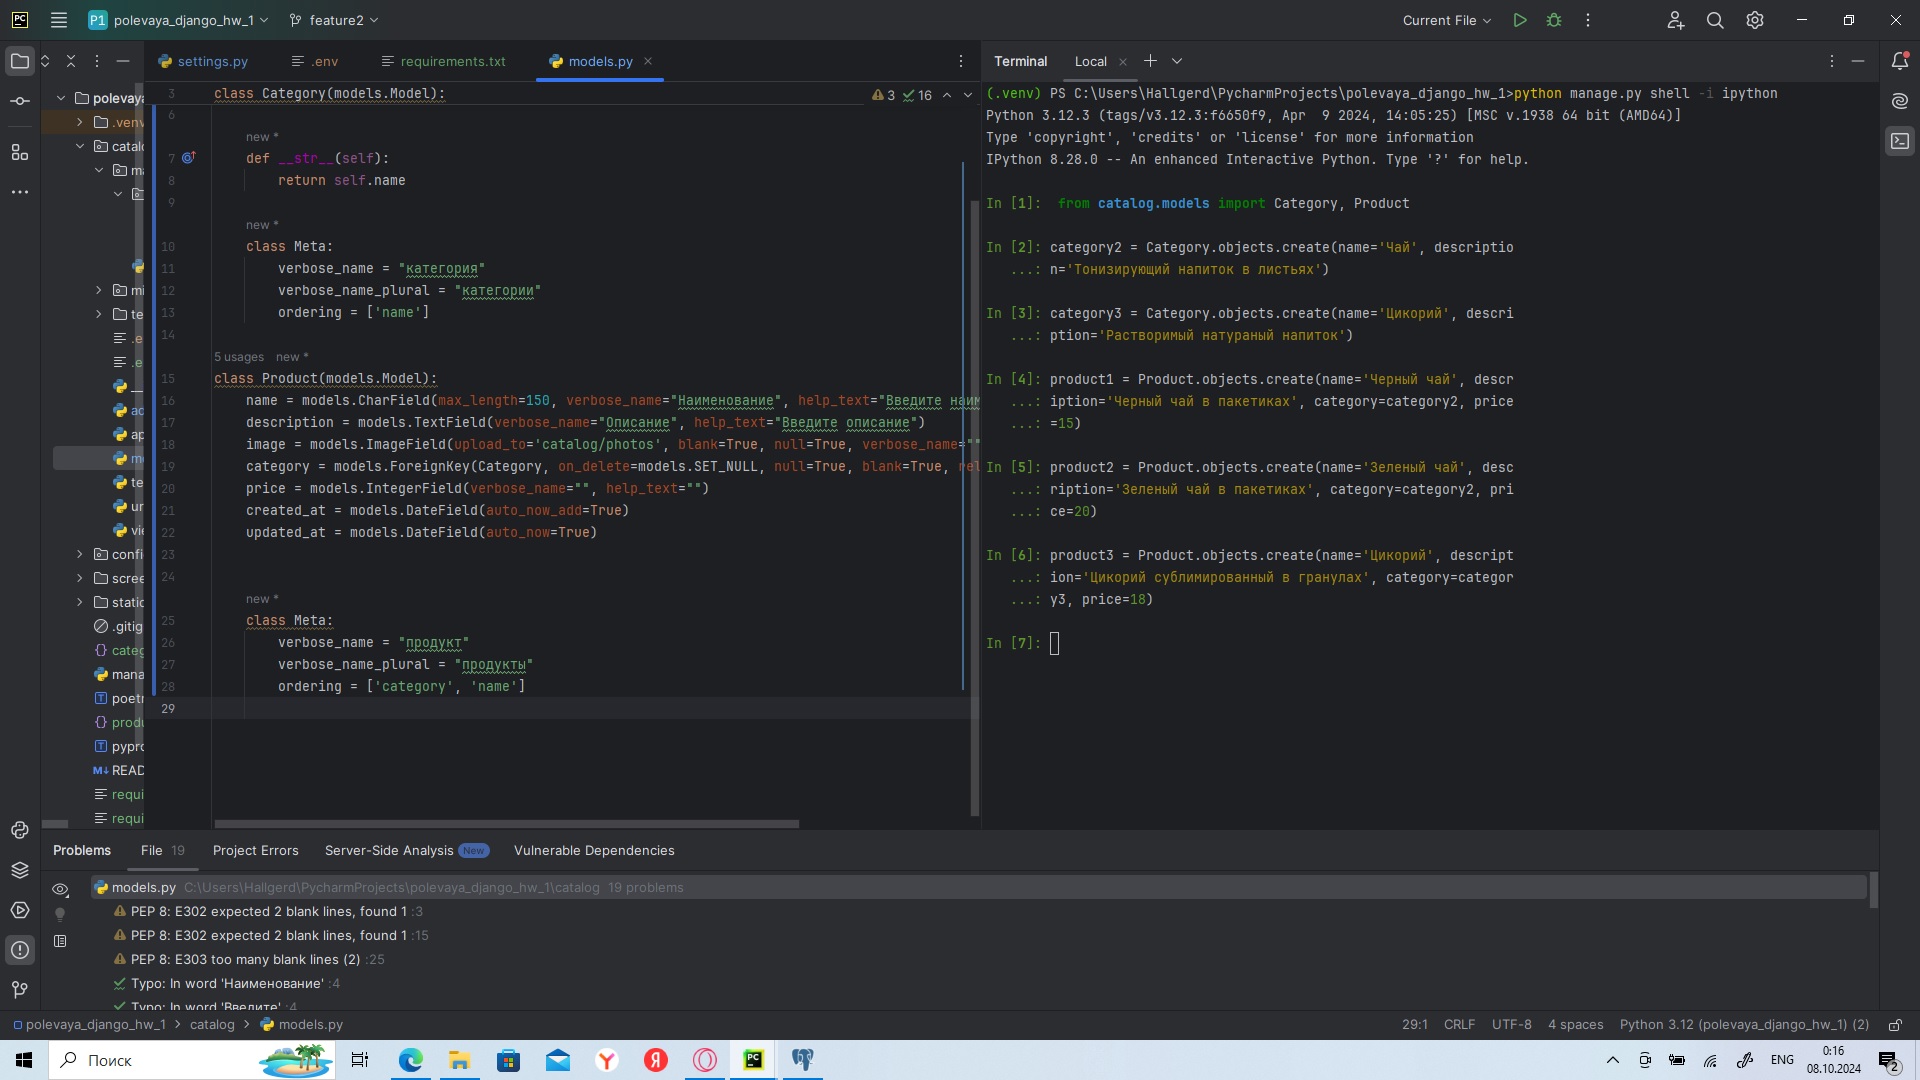 PC P1 polevaya_django_hw_1 feature2 Current File
settings.py .env requirements.txt models.py
Terminal Local
polevaya
.venv
catal
ma
mi
te
.e
.e
__
ad
ap
mo
te
ur
vie
confi
scree
static
.gitig
categ
mana
poetr
produ
pypro
READ
requi
requi
3 class Category(models.Model):
3 16
6
new *
7 def __str__(self):
8 return self.name
9
new *
10 class Meta:
11 verbose_name = "категория"
12 verbose_name_plural = "категории"
13 ordering = ['name']
14
5 usages new *
15 class Product(models.Model):
16 name = models.CharField(max_length=150, verbose_name="Наименование", help_text="Введите наим
17 description = models.TextField(verbose_name="Описание", help_text="Введите описание")
18 image = models.ImageField(upload_to='catalog/photos', blank=True, null=True, verbose_name=""
19 category = models.ForeignKey(Category, on_delete=models.SET_NULL, null=True, blank=True, rel
20 price = models.IntegerField(verbose_name="", help_text="")
21 created_at = models.DateField(auto_now_add=True)
22 updated_at = models.DateField(auto_now=True)
23
24
new *
25 class Meta:
26 verbose_name = "продукт"
27 verbose_name_plural = "продукты"
28 ordering = ['category', 'name']
29
(.venv) PS C:\Users\Hallgerd\PycharmProjects\polevaya_django_hw_1>python manage.py shell -i ipython
Python 3.12.3 (tags/v3.12.3:f6650f9, Apr  9 2024, 14:05:25) [MSC v.1938 64 bit (AMD64)]
Type 'copyright', 'credits' or 'license' for more information
IPython 8.28.0 -- An enhanced Interactive Python. Type '?' for help.
In [1]:  from catalog.models import Category, Product
In [2]: category2 = Category.objects.create(name='Чай', descriptio
...: n='Тонизирующий напиток в листьях')
In [3]: category3 = Category.objects.create(name='Цикорий', descri
...: ption='Растворимый натураный напиток')
In [4]: product1 = Product.objects.create(name='Черный чай', descr
...: iption='Черный чай в пакетиках', category=category2, price
...: =15)
In [5]: product2 = Product.objects.create(name='Зеленый чай', desc
...: ription='Зеленый чай в пакетиках', category=category2, pri
...: ce=20)
In [6]: product3 = Product.objects.create(name='Цикорий', descript
...: ion='Цикорий сублимированный в гранулах', category=categor
...: y3, price=18)
In [7]:
Problems File 19 Project Errors Server-Side Analysis New Vulnerable Dependencies
models.py C:\Users\Hallgerd\PycharmProjects\polevaya_django_hw_1\catalog 19 problems
PEP 8: E302 expected 2 blank lines, found 1 :3
PEP 8: E302 expected 2 blank lines, found 1 :15
PEP 8: E303 too many blank lines (2) :25
Typo: In word 'Наименование' :4
Typo: In word 'Введите' :4
polevaya_django_hw_1 > catalog > models.py 29:1 CRLF UTF-8 4 spaces Python 3.12 (polevaya_django_hw_1) (2)
Поиск
ENG
0:16
08.10.2024
2